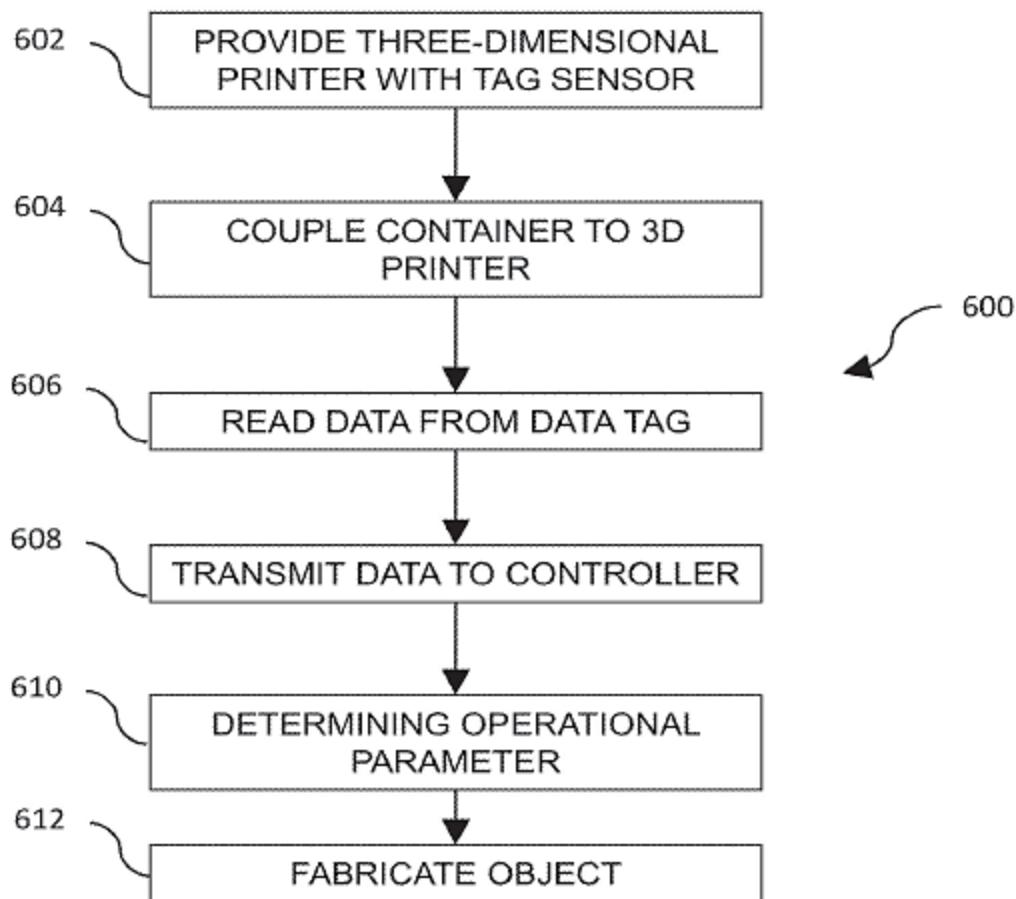 602
PROVIDE THREE-DIMENSIONAL
PRINTER WITH TAG SENSOR
604
COUPLE CONTAINER TO 3D
PRINTER
600
606
READ DATA FROM DATA TAG
608
TRANSMIT DATA TO CONTROLLER
610
DETERMINING OPERATIONAL
PARAMETER
612
FABRICATE OBJECT